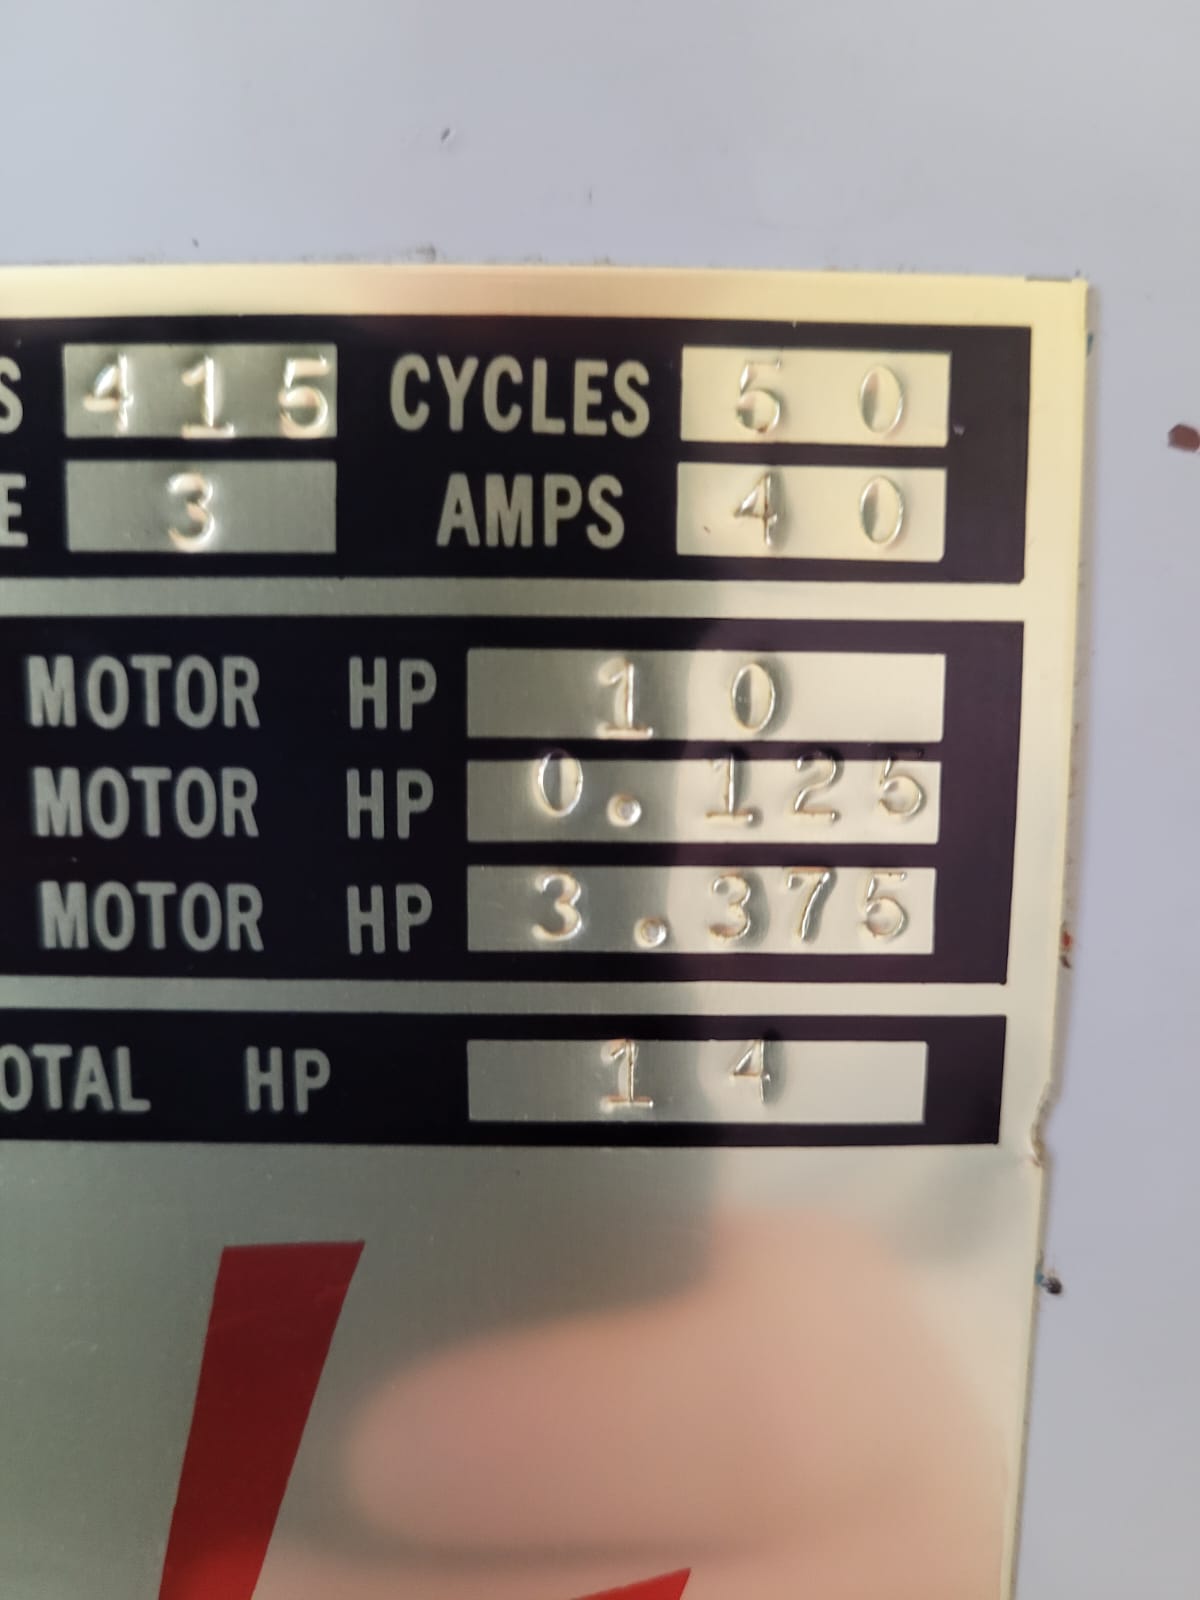 S 415 CYCLES 50
E 3 AMPS 40
MOTOR HP 10
MOTOR HP 0.125
MOTOR HP 3.375
OTAL HP 14